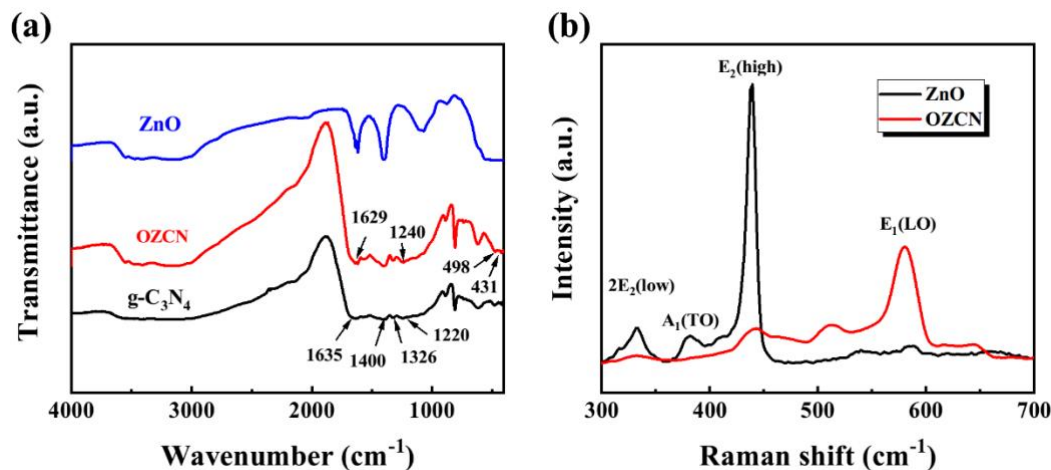 (a)
Transmittance (a.u.)
ZnO
OZCN
g-C₃N₄
1629
1240
498
431
1635
1400
1326
1220
4000
3000
2000
1000
Wavenumber (cm⁻¹)
(b)
Intensity (a.u.)
E₂(high)
ZnO
OZCN
E₁(LO)
2E₂(low)
A₁(TO)
300
400
500
600
700
Raman shift (cm⁻¹)